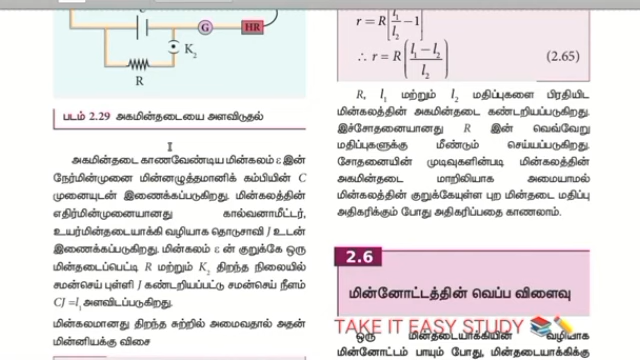 G
HR
K₂
R
படம் 2.29 அகமின்தடையை அளவிடுதல்
அகமின்தடை காணவேண்டிய மின்கலம் ε இன்
நேர்மின்முனை மின்னழுத்தமானிக் கம்பியின் C
முனையுடன் இணைக்கப்படுகிறது. மின்கலத்தின்
எதிர்மின்முனையானது கால்வனாமீட்டர்,
உயர்மின்தடையாக்கி வழியாக தொடுசாவி J உடன்
இணைக்கப்படுகிறது. மின்கலம் ε ன் குறுக்கே ஒரு
மின்தடைப்பெட்டி R மற்றும் K₂ திறந்த நிலையில்
சமன்செய் புள்ளி J கண்டறியப்பட்டு சமன்செய் நீளம்
CJ = l₁ அளவிடப்படுகிறது.
மின்கலமானது திறந்த சுற்றில் அமைவதால் அதன்
மின்னியக்கு விசை
r = R[l₁/l₂ − 1]
∴ r = R[(l₁ − l₂)/l₂] (2.65)
R, l₁ மற்றும் l₂ மதிப்புகளை பிரதியிட
மின்கலத்தின் அகமின்தடை கண்டறியப்படுகிறது.
இச்சோதனையானது R இன் வெவ்வேறு
மதிப்புகளுக்கு மீண்டும் செய்யப்படுகிறது.
சோதனையின் முடிவுகளின்படி மின்கலத்தின்
அகமின்தடை மாறிலியாக அமையாமல்
மின்கலத்தின் குறுக்கேயுள்ள புற மின்தடை மதிப்பு
அதிகரிக்கும் போது அதிகரிப்பதை காணலாம்.
2.6
மின்னோட்டத்தின் வெப்ப விளைவு
TAKE IT EASY STUDY 📚✏️
ஒரு மின்தடையாக்கியின் வழியாக
மின்னோட்டம் பாயும் போது, மின்தடையாக்கிக்கு